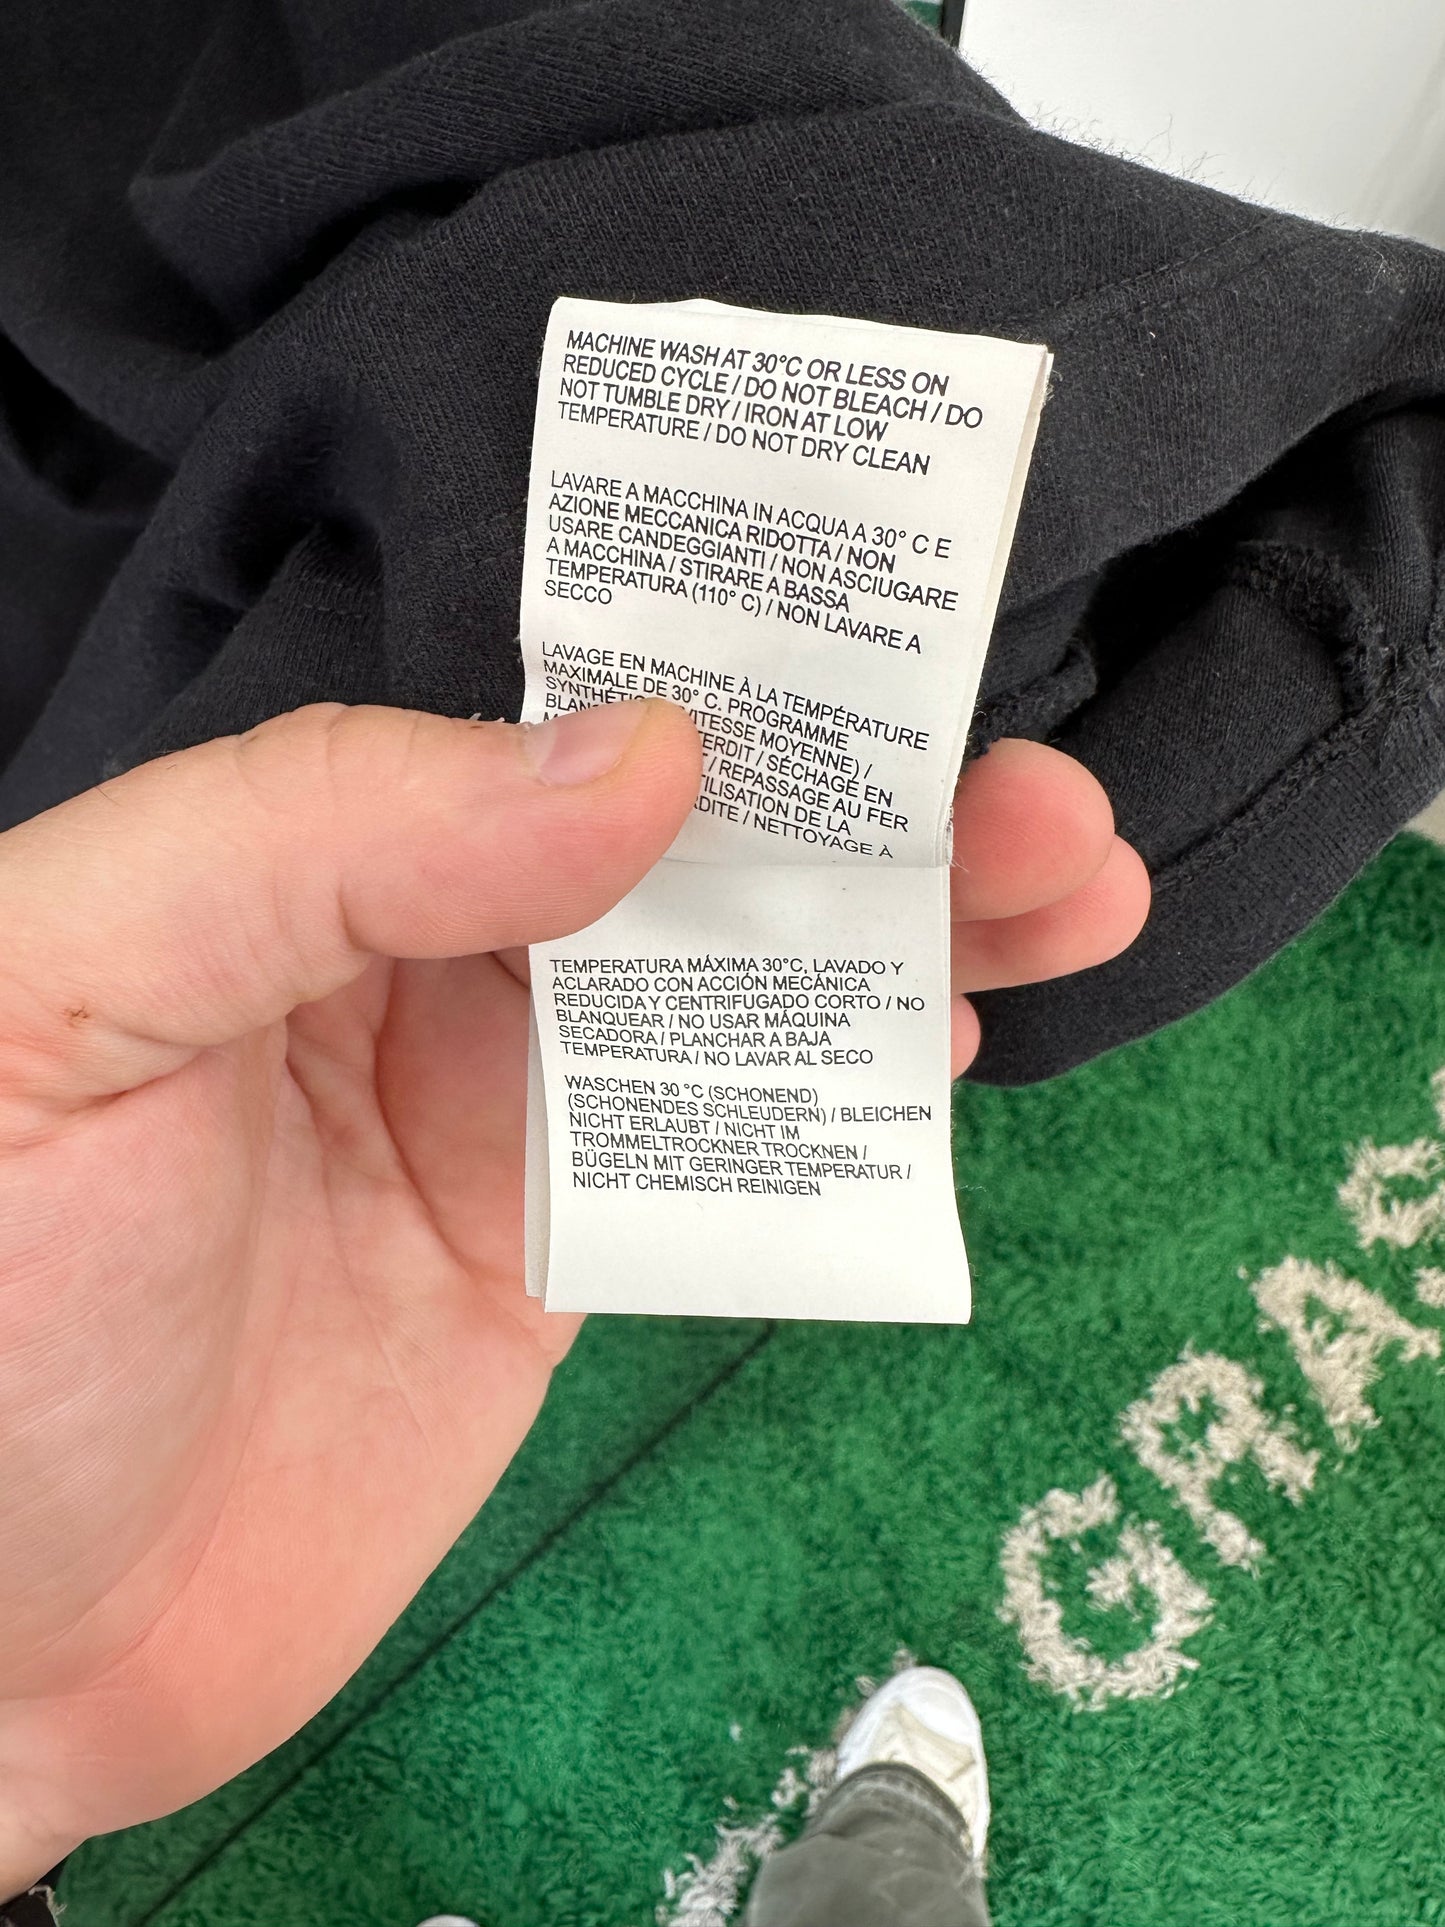 MACHINE WASH AT 30°C OR LESS ON
REDUCED CYCLE / DO NOT BLEACH / DO
NOT TUMBLE DRY / IRON AT LOW
TEMPERATURE / DO NOT DRY CLEAN
LAVARE A MACCHINA IN ACQUA A 30° C E
AZIONE MECCANICA RIDOTTA / NON
USARE CANDEGGIANTI / NON ASCIUGARE
A MACCHINA / STIRARE A BASSA
TEMPERATURA (110° C) / NON LAVARE A
SECCO
LAVAGE EN MACHINE À LA TEMPÉRATURE
MAXIMALE DE 30° C. PROGRAMME
VITESSE MOYENNE) /
/ SÉCHAGE EN
/ REPASSAGE AU FER
DE LA
/ NETTOYAGE À
TEMPERATURA MÁXIMA 30°C, LAVADO Y
ACLARADO CON ACCIÓN MECÁNICA
REDUCIDA Y CENTRIFUGADO CORTO / NO
BLANQUEAR / NO USAR MÁQUINA
SECADORA / PLANCHAR A BAJA
TEMPERATURA / NO LAVAR AL SECO
WASCHEN 30 °C (SCHONEND)
(SCHONENDES SCHLEUDERN) / BLEICHEN
NICHT ERLAUBT / NICHT IM
TROMMELTROCKNER TROCKNEN /
BÜGELN MIT GERINGER TEMPERATUR /
NICHT CHEMISCH REINIGEN